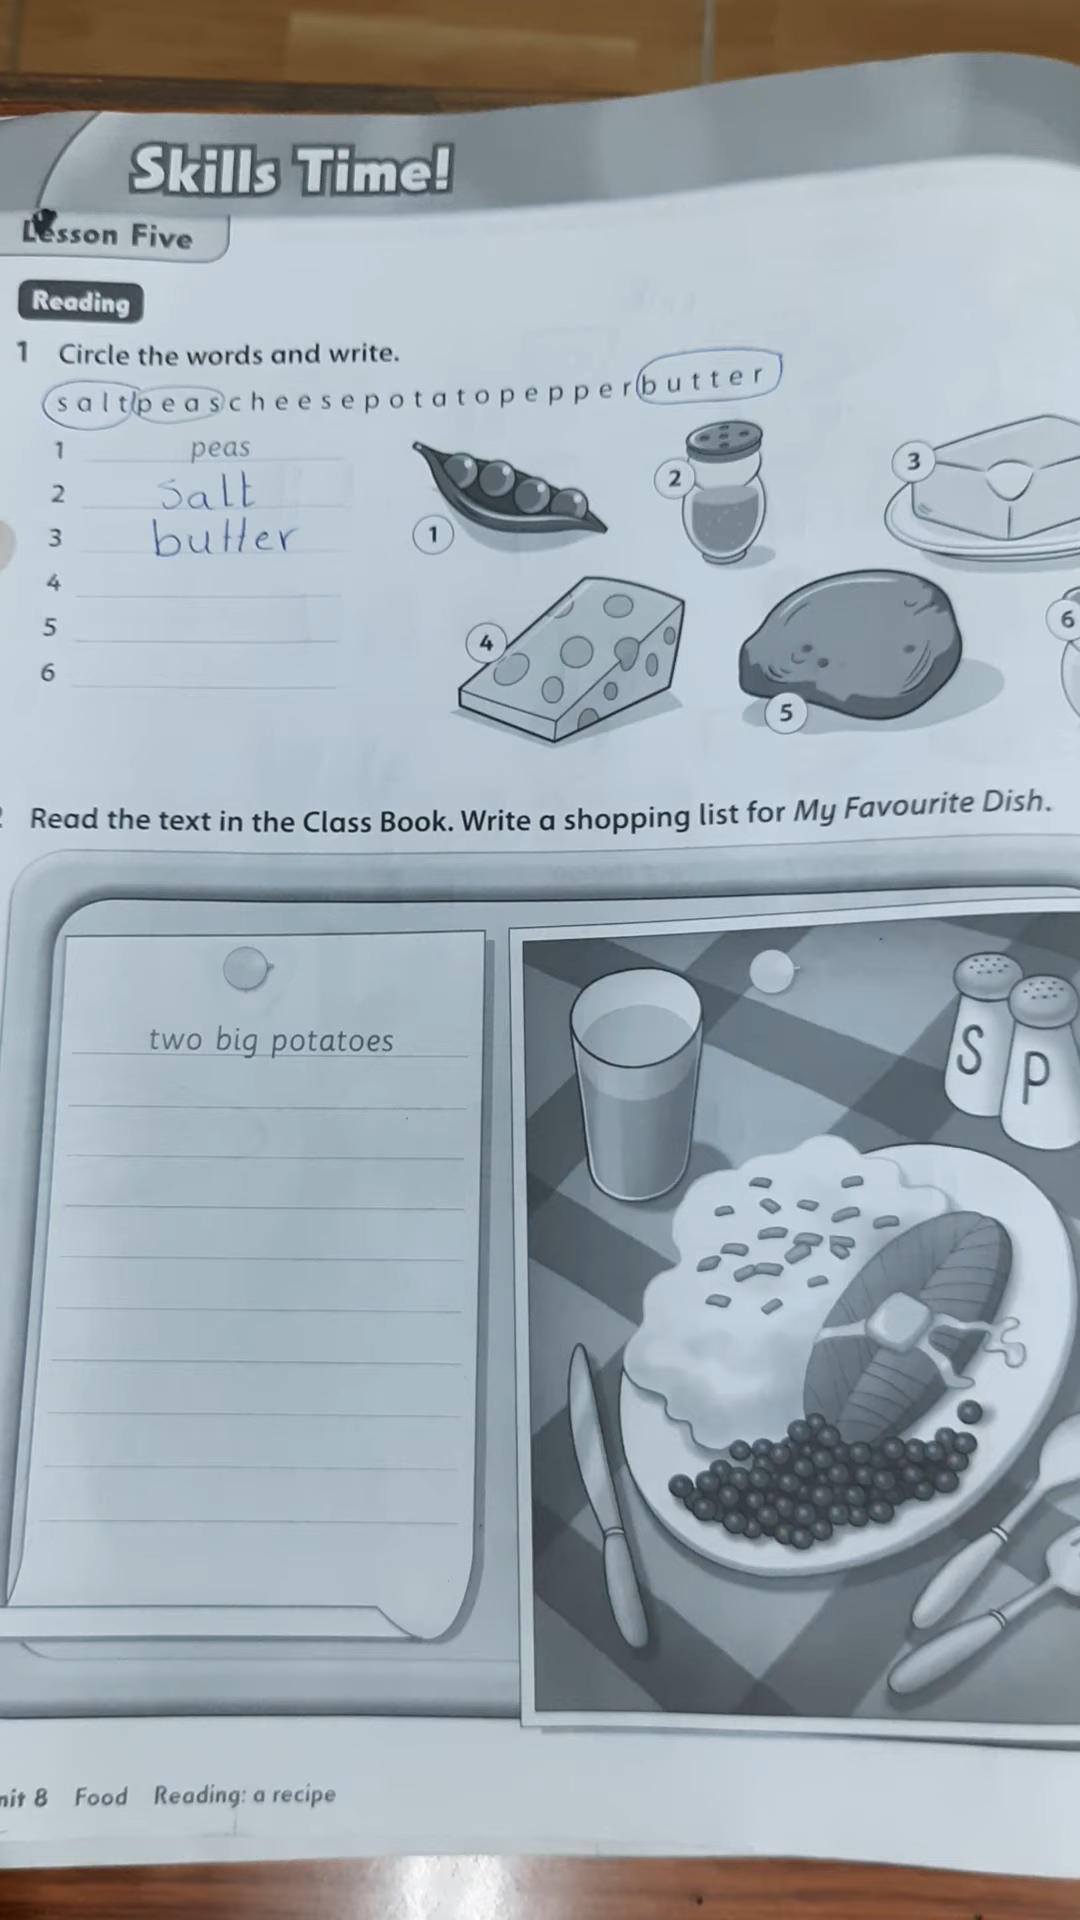 Skills Time!
Lesson Five
Reading
1 Circle the words and write.
saltpeascheesepotatopepperbutter
1 peas
2 salt
3 butter
4
5
6
1
2
3
4
5
6
Read the text in the Class Book. Write a shopping list for My Favourite Dish.
two big potatoes
S
P
nit 8 Food Reading: a recipe